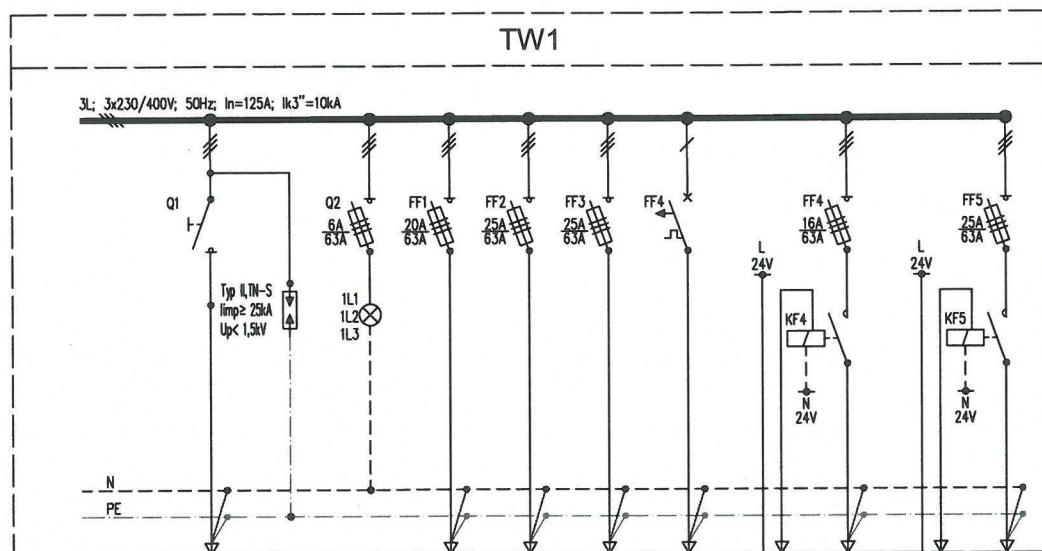 TW1
3L; 3x230/400V; 50Hz; In=125A; Ik3"=10kA
Q1
Typ II,TN-S
Iimp≥ 25kA
Up< 1,5kV
Q2
6A
63A
1L1
1L2
1L3
FF1
20A
63A
FF2
25A
63A
FF3
25A
63A
FF4
L
24V
FF4
16A
63A
KF4
N
24V
L
24V
FF5
25A
63A
KF5
N
24V
N
PE